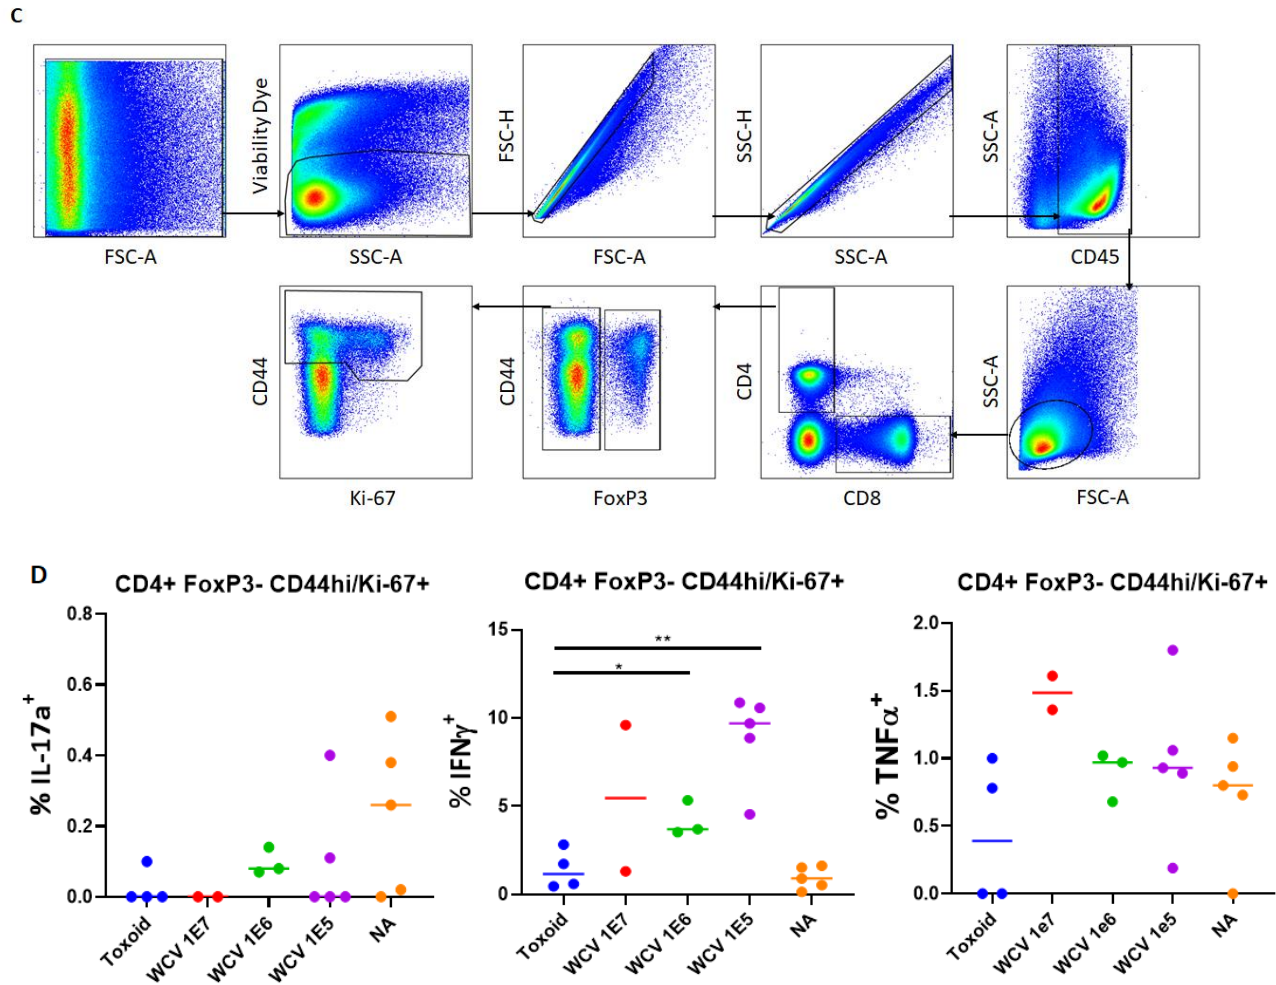 C
Viability Dye
FSC-H
SSC-H
SSC-A
FSC-A
SSC-A
FSC-A
SSC-A
CD45
CD44
CD44
CD4
SSC-A
Ki-67
FoxP3
CD8
FSC-A
D
CD4+ FoxP3- CD44hi/Ki-67+
CD4+ FoxP3- CD44hi/Ki-67+
CD4+ FoxP3- CD44hi/Ki-67+
% IL-17a+
0.8
0.6
0.4
0.2
0.0
Toxoid
WCV 1E7
WCV 1E6
WCV 1E5
NA
% IFNγ+
15
10
5
0
**
*
Toxoid
WCV 1E7
WCV 1E6
WCV 1E5
NA
% TNFα+
2.0
1.5
1.0
0.5
0.0
Toxoid
WCV 1e7
WCV 1e6
WCV 1e5
NA